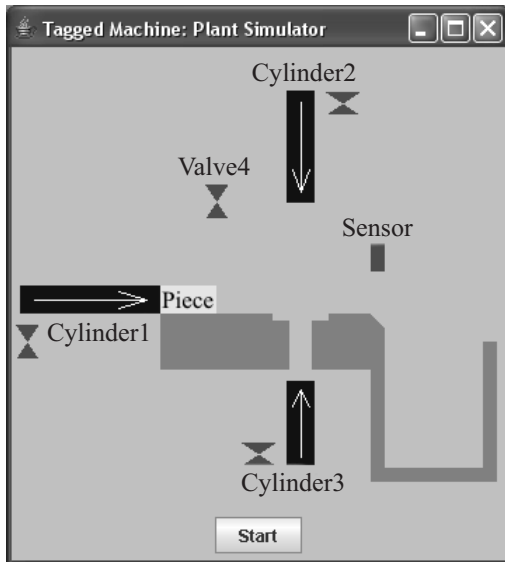 Tagged Machine: Plant Simulator
Cylinder2
Valve4
Sensor
Piece
Cylinder1
Cylinder3
Start